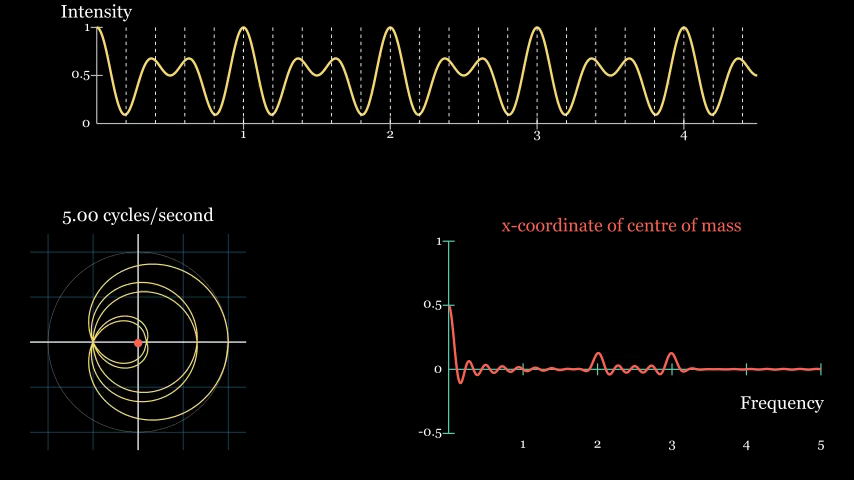 Intensity
1
0.5
0
1 2 3 4
5.00 cycles/second
x-coordinate of centre of mass
1
0.5
0
-0.5
Frequency
1 2 3 4 5